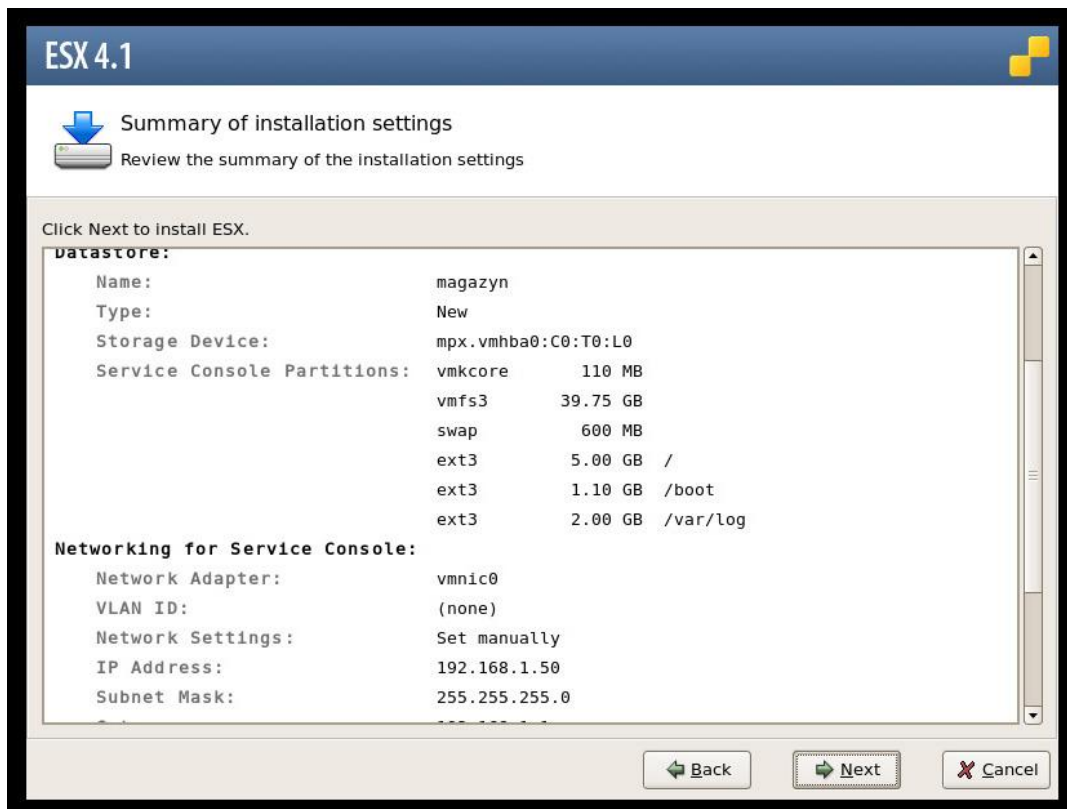 ESX 4.1
Summary of installation settings
Review the summary of the installation settings
Click Next to install ESX.
Datastore:
Name: magazyn
Type: New
Storage Device: mpx.vmhba0:C0:T0:L0
Service Console Partitions: vmkcore 110 MB
vmfs3 39.75 GB
swap 600 MB
ext3 5.00 GB /
ext3 1.10 GB /boot
ext3 2.00 GB /var/log
Networking for Service Console:
Network Adapter: vmnic0
VLAN ID: (none)
Network Settings: Set manually
IP Address: 192.168.1.50
Subnet Mask: 255.255.255.0
Back Next Cancel